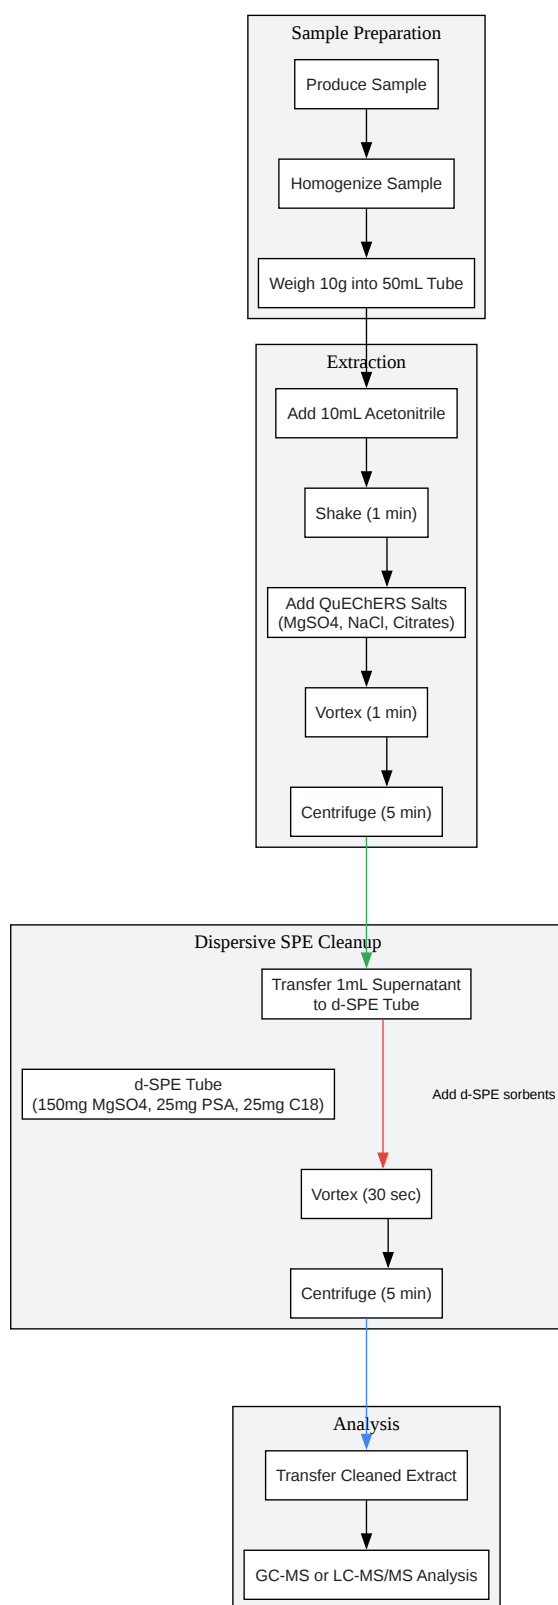 Sample Preparation
Produce Sample
Homogenize Sample
Weigh 10g into 50mL Tube
Extraction
Add 10mL Acetonitrile
Shake (1 min)
Add QuEChERS Salts
(MgSO4, NaCl, Citrates)
Vortex (1 min)
Centrifuge (5 min)
Dispersive SPE Cleanup
Transfer 1mL Supernatant
to d-SPE Tube
d-SPE Tube
(150mg MgSO4, 25mg PSA, 25mg C18)
Add d-SPE sorbents
Vortex (30 sec)
Centrifuge (5 min)
Analysis
Transfer Cleaned Extract
GC-MS or LC-MS/MS Analysis